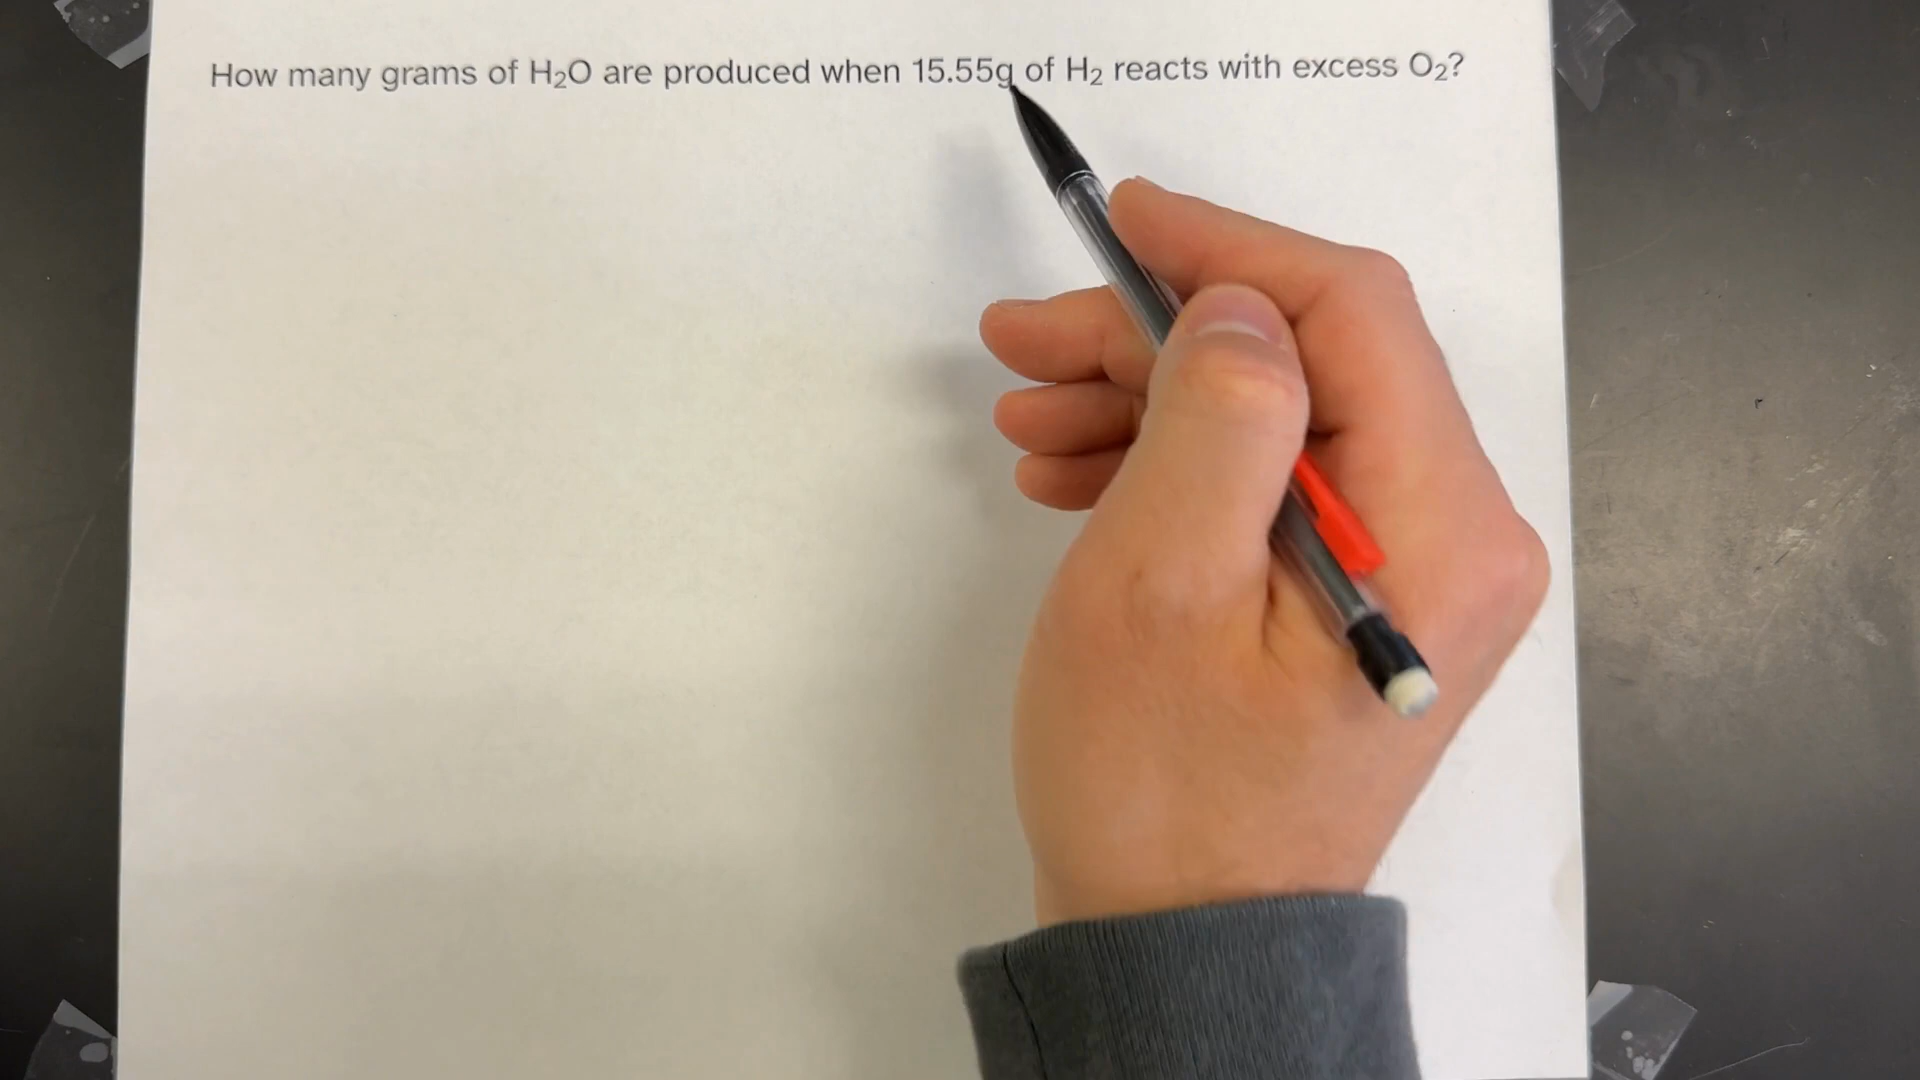 How many grams of H₂O are produced when 15.55g of H₂ reacts with excess O₂?